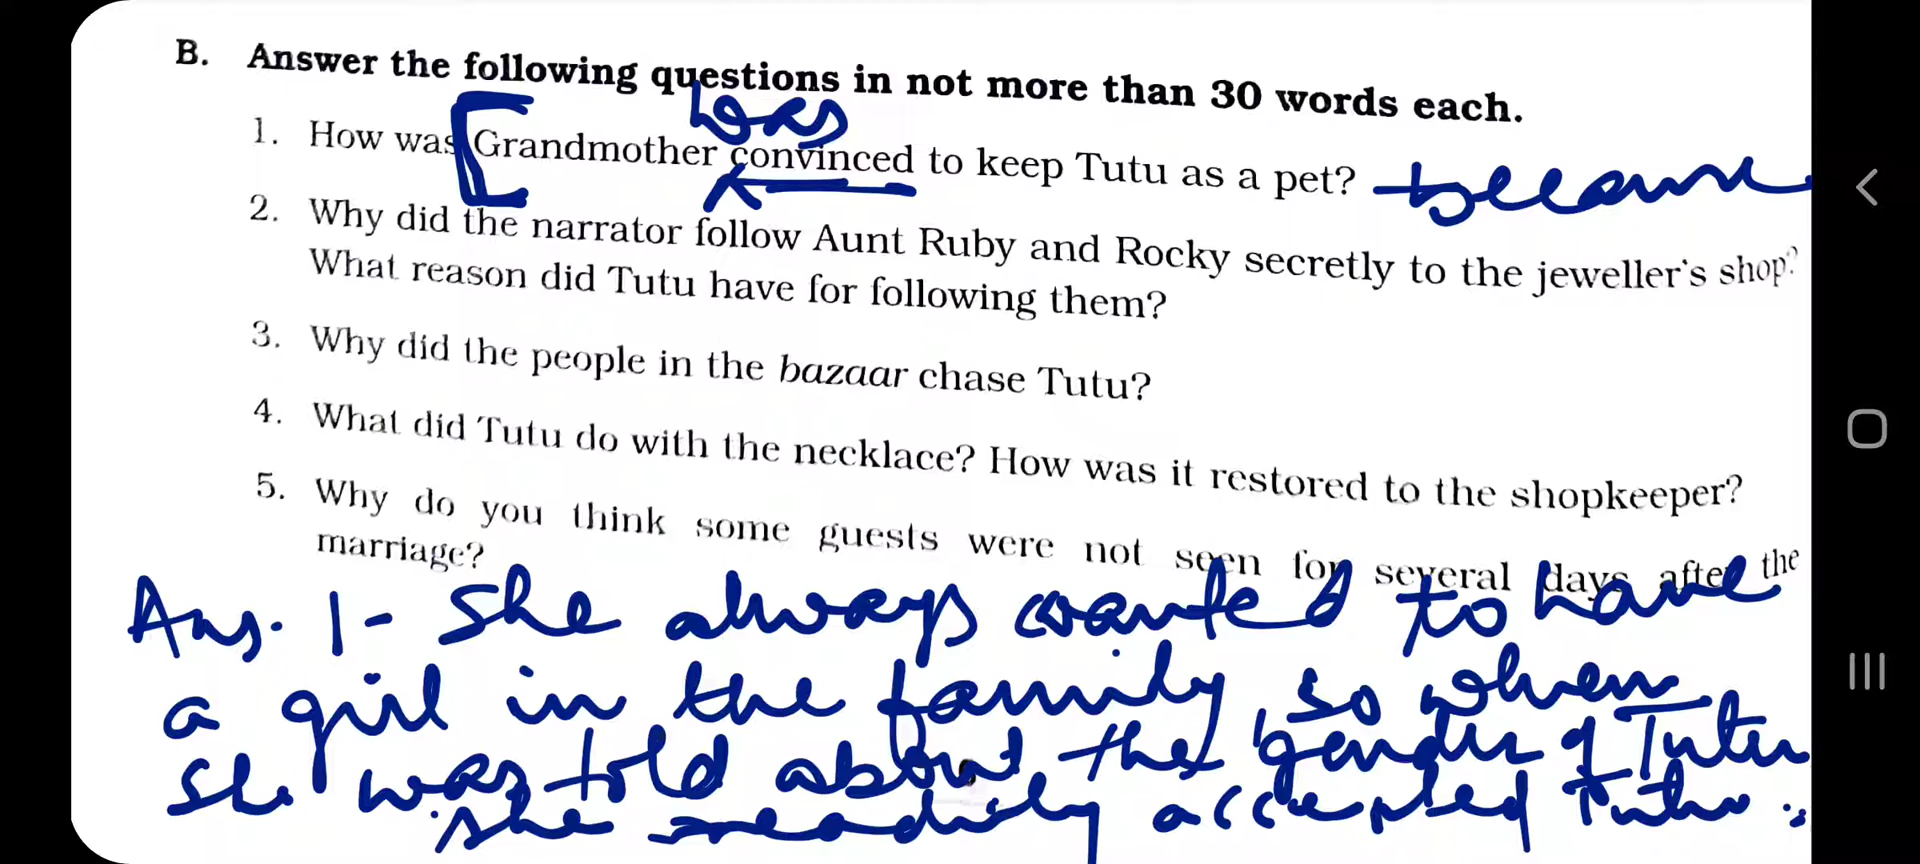 B. Answer the following questions in not more than 30 words each.
was
1. How was Grandmother convinced to keep Tutu as a pet? because
2. Why did the narrator follow Aunt Ruby and Rocky secretly to the jeweller's shop?
What reason did Tutu have for following them?
3. Why did the people in the bazaar chase Tutu?
4. What did Tutu do with the necklace? How was it restored to the shopkeeper?
5. Why do you think some guests were not seen for several days after the
marriage?
Ans. 1- She always wanted to have
a girl in the family, so when
she was told about the gender of Tutu
she readily accepted Tutu.